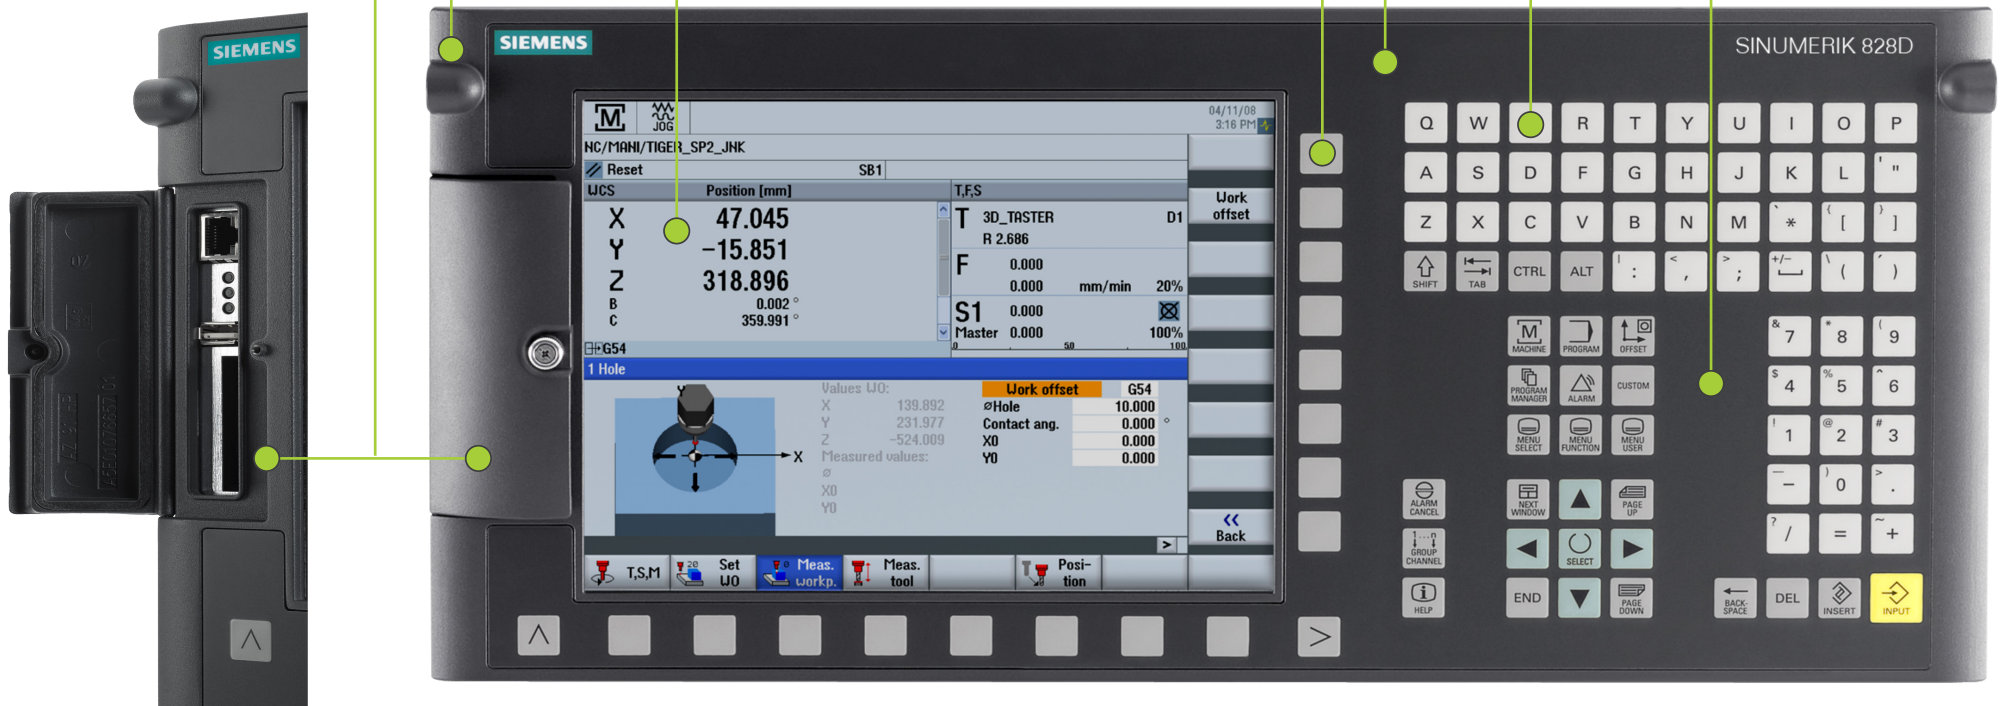 SIEMENS
A5E01076657 01
SIEMENS
SINUMERIK 828D
M
JOG
04/11/08
3:16 PM
NC/MANI/TIGER_SP2_JNK
Reset SB1
WCS Position [mm] T,F,S
X 47.045
Y -15.851
Z 318.896
B 0.002 °
C 359.991 °
G54
T 3D_TASTER D1
R 2.686
F 0.000
0.000 mm/min 20%
S1 0.000
Master 0.000 100%
0 50 100
Work
offset
1 Hole
Y
X
Values WO:
X 139.892
Y 231.977
Z -524.009
Measured values:
ø
X0
Y0
Work offset G54
øHole 10.000
Contact ang. 0.000 °
X0 0.000
Y0 0.000
<<
Back
>
T,S,M
Set
WO
Meas.
workp.
Meas.
tool
Posi-
tion
Q W R T Y U I O P
A S D F G H J K L ' "
Z X C V B N M ` * { [ } ]
SHIFT TAB CTRL ALT | : < , > ; +/- \ ( ´ )
M
MACHINE PROGRAM OFFSET
PROGRAM
MANAGER ALARM CUSTOM
MENU
SELECT
MENU
FUNCTION
MENU
USER
& 7 * 8 ( 9
$ 4 % 5 ^ 6
! 1 @ 2 # 3
_ - ) 0 > .
? / = ~ +
ALARM
CANCEL
NEXT
WINDOW
PAGE
UP
1...n
GROUP
CHANNEL
SELECT
i
HELP
END
PAGE
DOWN
BACK-
SPACE
DEL
INSERT
INPUT
>